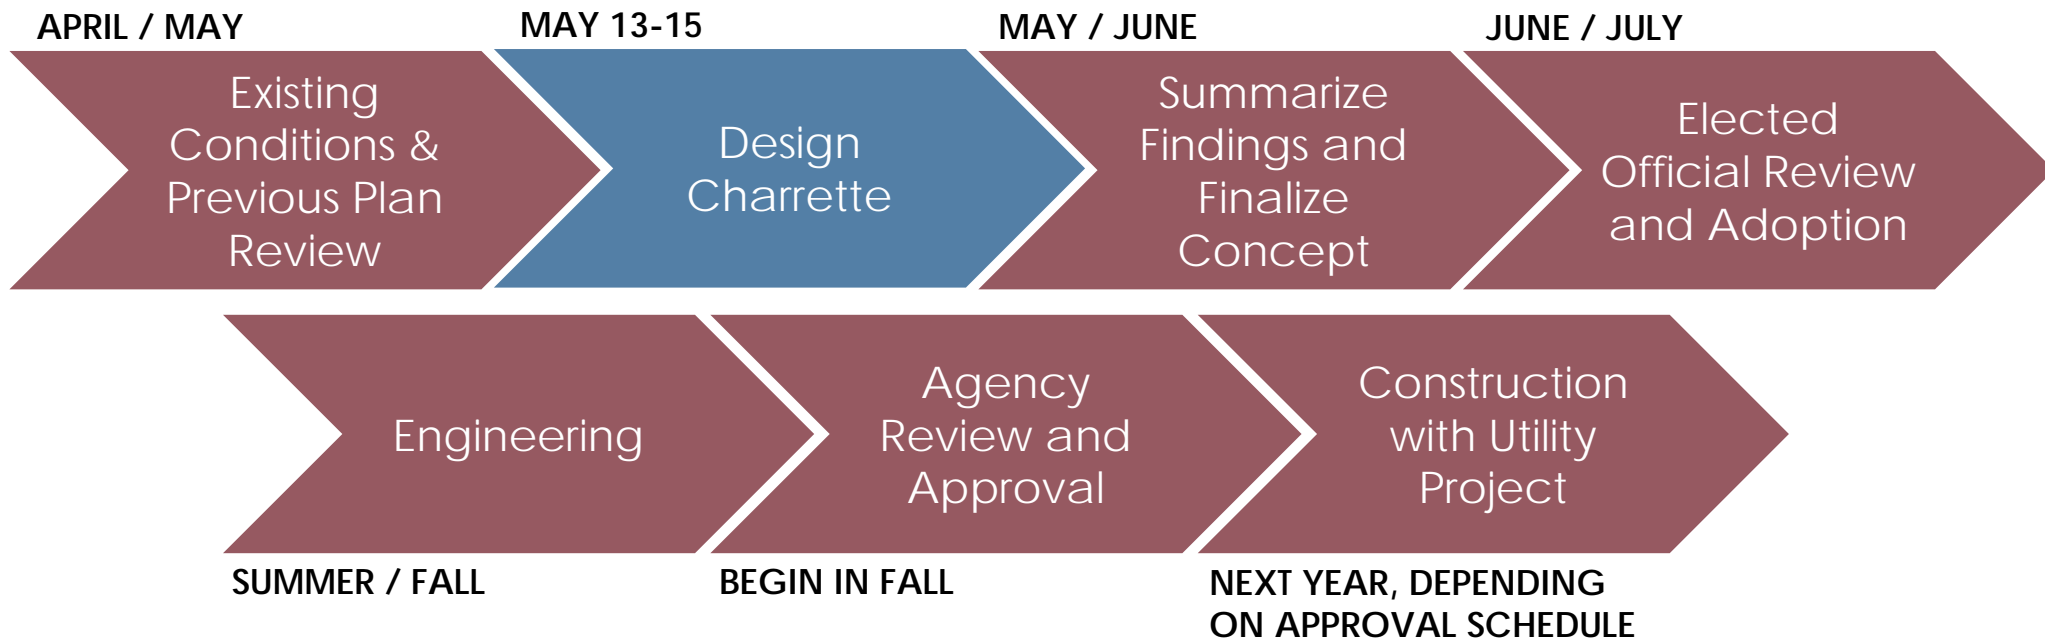 APRIL / MAY
Existing
Conditions &
Previous Plan
Review
MAY 13-15
Design
Charrette
MAY / JUNE
Summarize
Findings and
Finalize
Concept
JUNE / JULY
Elected
Official Review
and Adoption
Engineering
SUMMER / FALL
Agency
Review and
Approval
BEGIN IN FALL
Construction
with Utility
Project
NEXT YEAR, DEPENDING
ON APPROVAL SCHEDULE